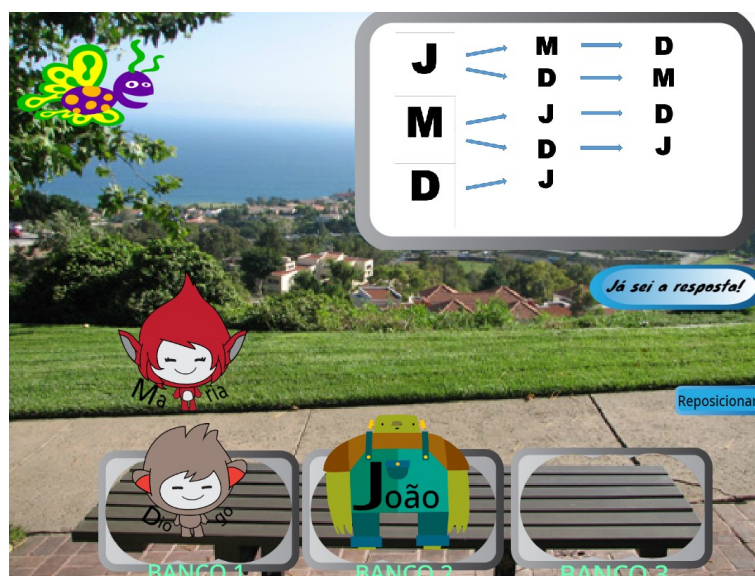 J M D
D M
M J D
D J
D J
Já sei a resposta!
Maria
Reposicionar
Diogo
João
BANCO 1
BANCO 2
BANCO 3